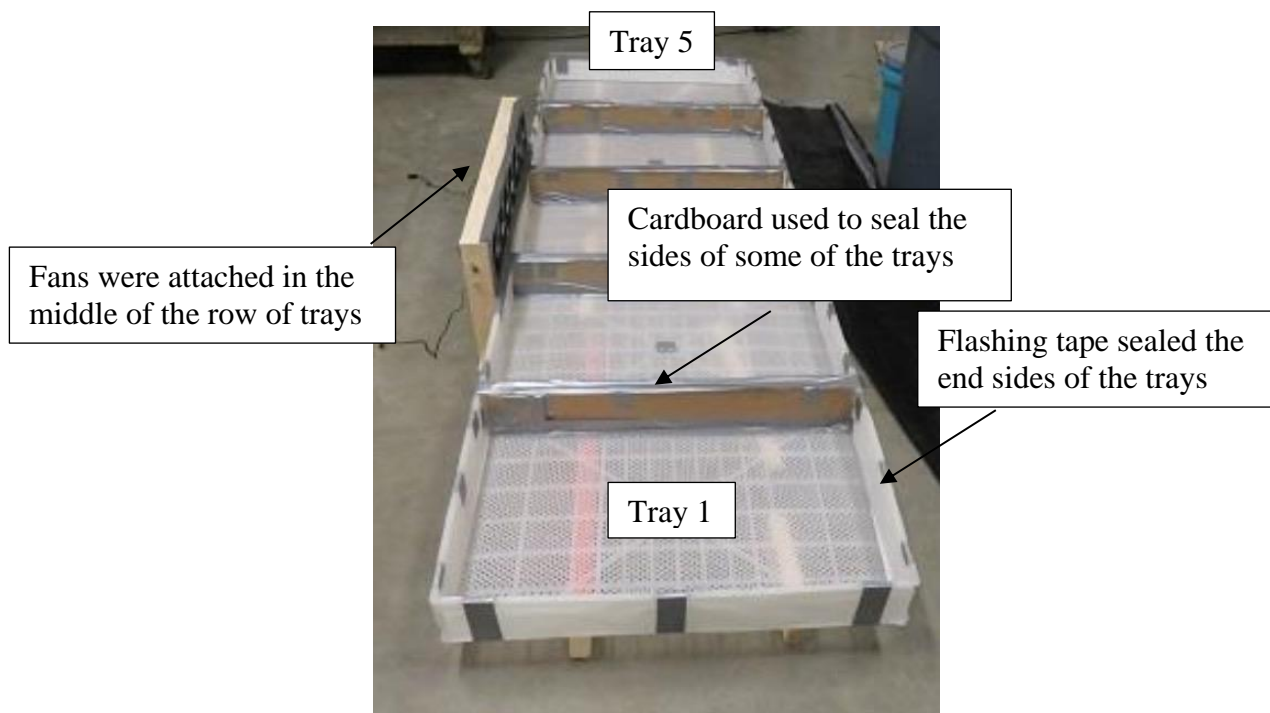 Tray 5
Cardboard used to seal the
sides of some of the trays
Fans were attached in the
middle of the row of trays
Flashing tape sealed the
end sides of the trays
Tray 1